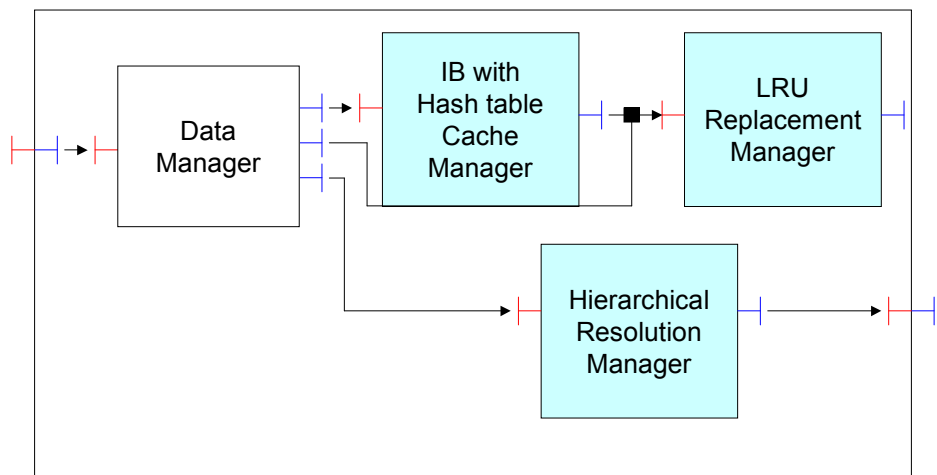 Data
Manager
IB with
Hash table
Cache
Manager
LRU
Replacement
Manager
Hierarchical
Resolution
Manager